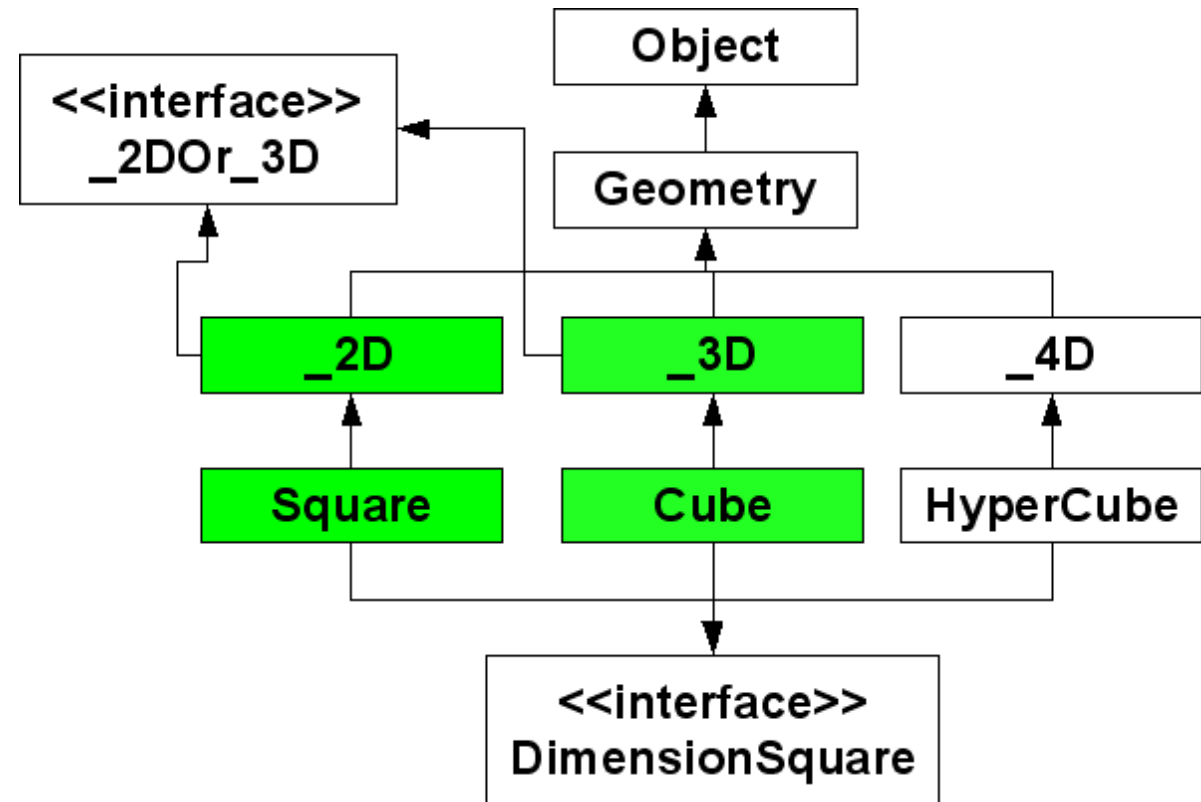 Object
<<interface>>
_2DOr_3D
Geometry
_2D
_3D
_4D
Square
Cube
HyperCube
<<interface>>
DimensionSquare